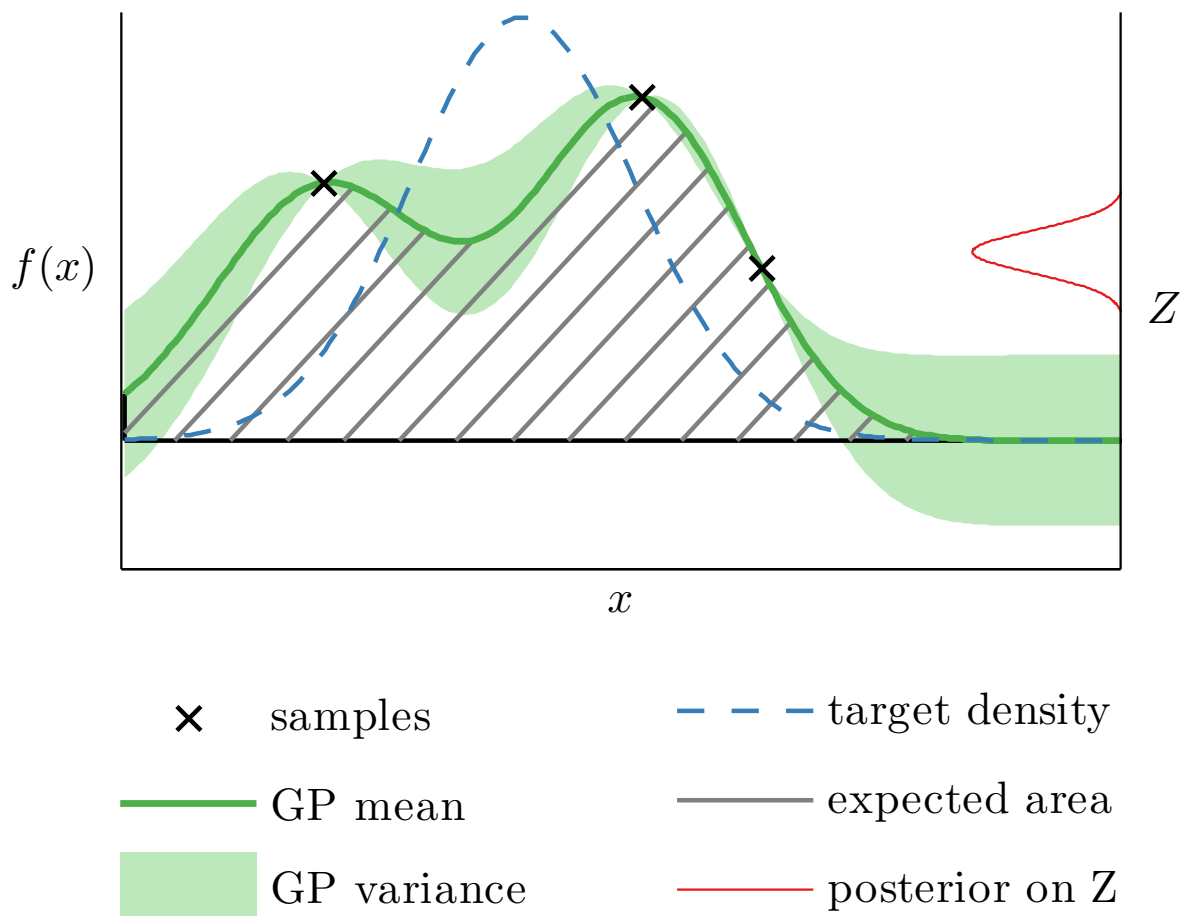 f(x)
Z
x
samples
target density
GP mean
expected area
GP variance
posterior on Z